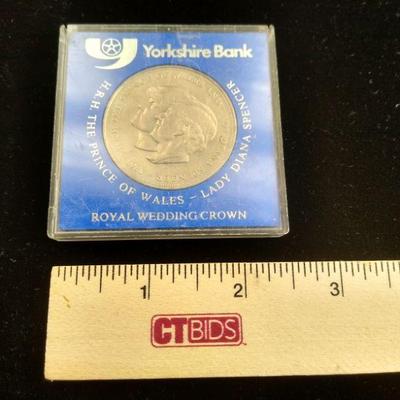 Yorkshire Bank
H.R.H. THE PRINCE OF WALES - LADY DIANA SPENCER
ROYAL WEDDING CROWN
1 2 3
CTBIDS